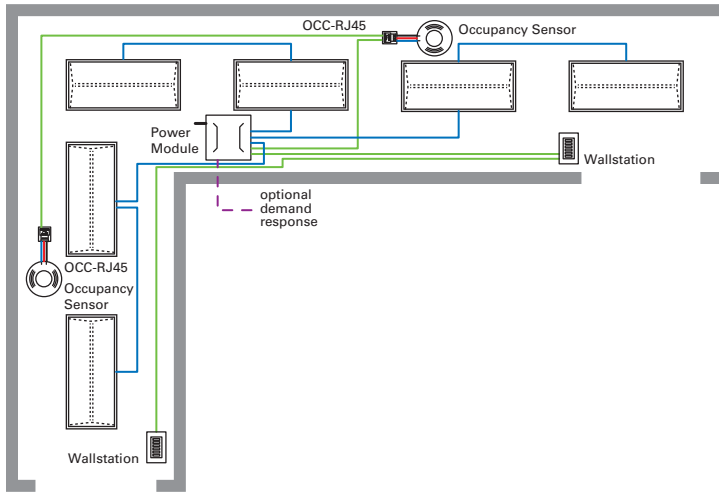 OCC-RJ45
Occupancy Sensor
Power
Module
Wallstation
optional
demand
response
OCC-RJ45
Occupancy
Sensor
Wallstation